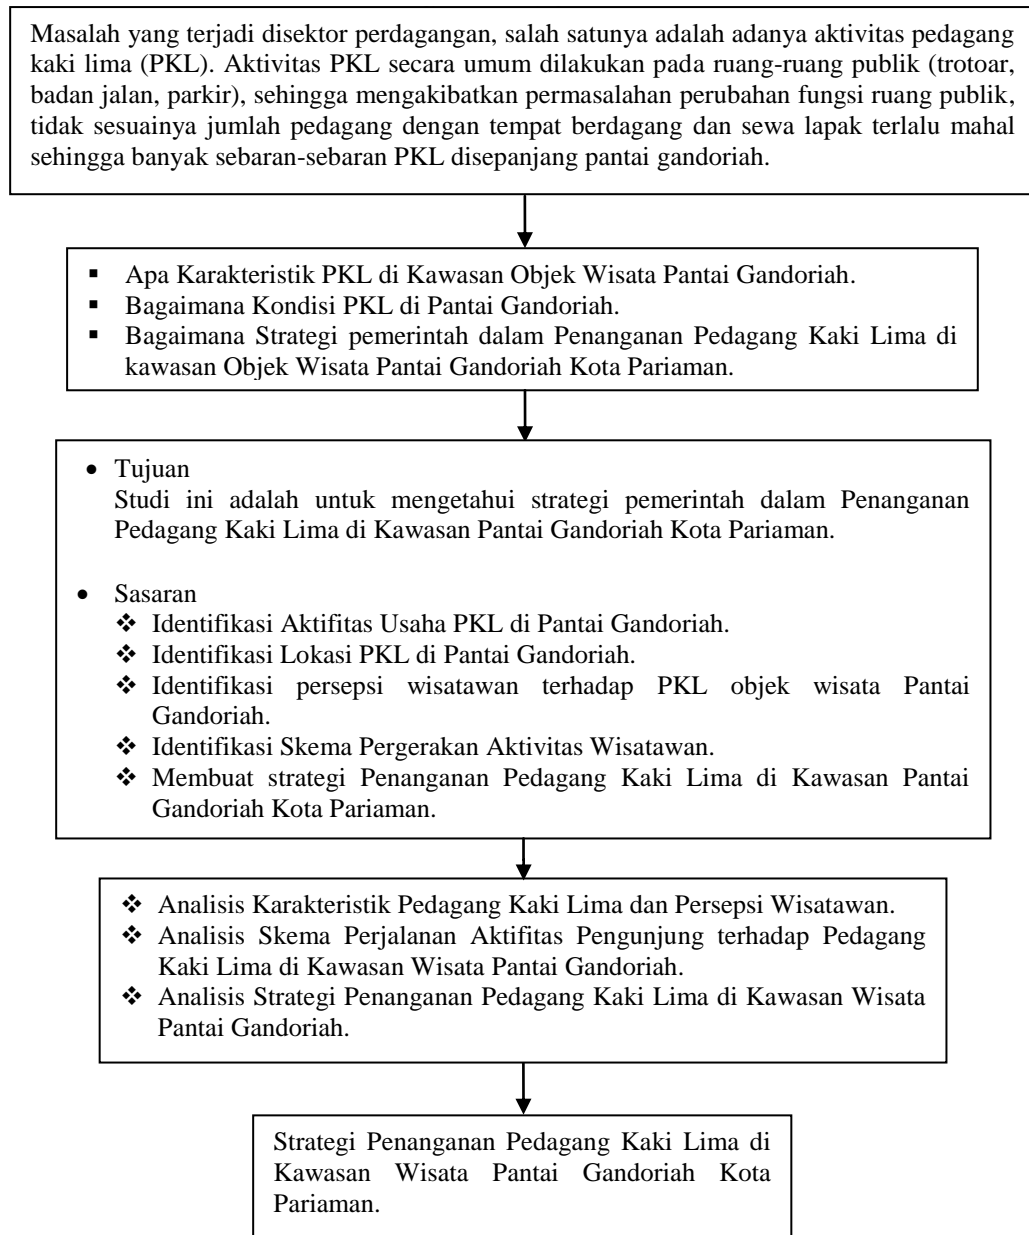 Masalah yang terjadi disektor perdagangan, salah satunya adalah adanya aktivitas pedagang
kaki lima (PKL). Aktivitas PKL secara umum dilakukan pada ruang-ruang publik (trotoar,
badan jalan, parkir), sehingga mengakibatkan permasalahan perubahan fungsi ruang publik,
tidak sesuainya jumlah pedagang dengan tempat berdagang dan sewa lapak terlalu mahal
sehingga banyak sebaran-sebaran PKL disepanjang pantai gandoriah.
▪ Apa Karakteristik PKL di Kawasan Objek Wisata Pantai Gandoriah.
▪ Bagaimana Kondisi PKL di Pantai Gandoriah.
▪ Bagaimana Strategi pemerintah dalam Penanganan Pedagang Kaki Lima di
kawasan Objek Wisata Pantai Gandoriah Kota Pariaman.
• Tujuan
Studi ini adalah untuk mengetahui strategi pemerintah dalam Penanganan
Pedagang Kaki Lima di Kawasan Pantai Gandoriah Kota Pariaman.
• Sasaran
❖ Identifikasi Aktifitas Usaha PKL di Pantai Gandoriah.
❖ Identifikasi Lokasi PKL di Pantai Gandoriah.
❖ Identifikasi persepsi wisatawan terhadap PKL objek wisata Pantai
Gandoriah.
❖ Identifikasi Skema Pergerakan Aktivitas Wisatawan.
❖ Membuat strategi Penanganan Pedagang Kaki Lima di Kawasan Pantai
Gandoriah Kota Pariaman.
❖ Analisis Karakteristik Pedagang Kaki Lima dan Persepsi Wisatawan.
❖ Analisis Skema Perjalanan Aktifitas Pengunjung terhadap Pedagang
Kaki Lima di Kawasan Wisata Pantai Gandoriah.
❖ Analisis Strategi Penanganan Pedagang Kaki Lima di Kawasan Wisata
Pantai Gandoriah.
Strategi Penanganan Pedagang Kaki Lima di
Kawasan Wisata Pantai Gandoriah Kota
Pariaman.